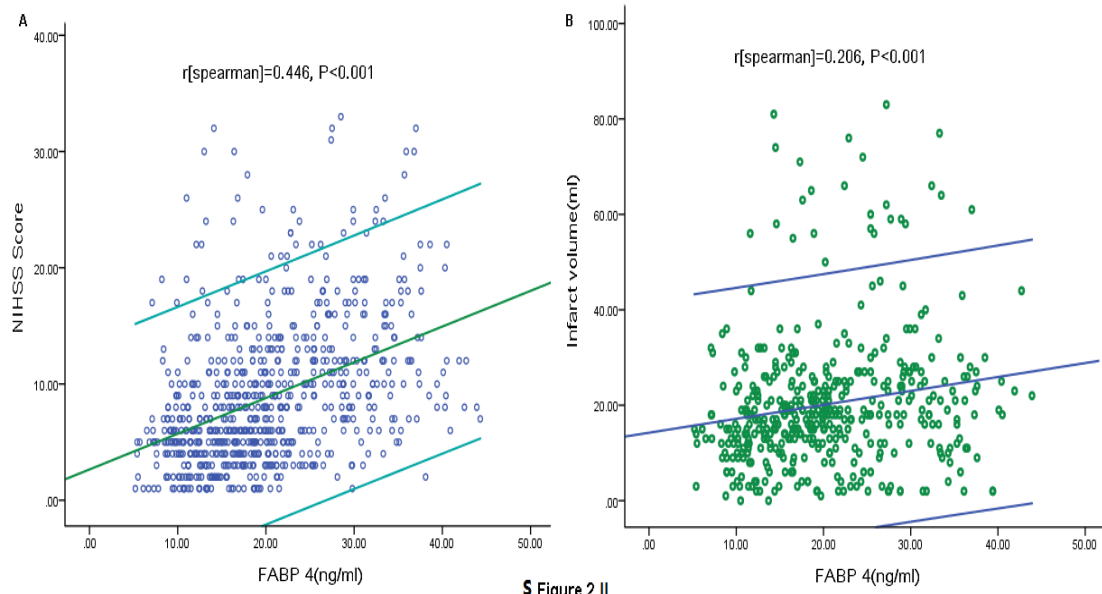 A
40.00
30.00
20.00
10.00
.00
NIHSS Score
r[spearman]=0.446, P<0.001
.00 10.00 20.00 30.00 40.00 50.00
FABP 4(ng/ml)
B
100.00
80.00
60.00
40.00
20.00
.00
Infarct volume(ml)
r[spearman]=0.206, P<0.001
.00 10.00 20.00 30.00 40.00 50.00
FABP 4(ng/ml)
S Figure 2 II